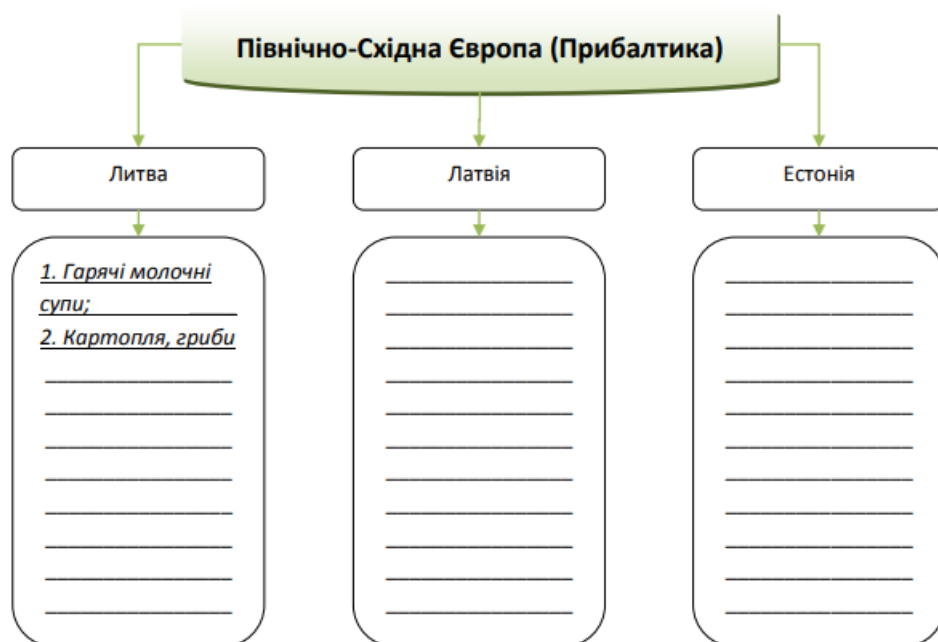 Північно-Східна Європа (Прибалтика)
Литва
Латвія
Естонія
1. Гарячі молочні
супи;
2. Картопля, гриби